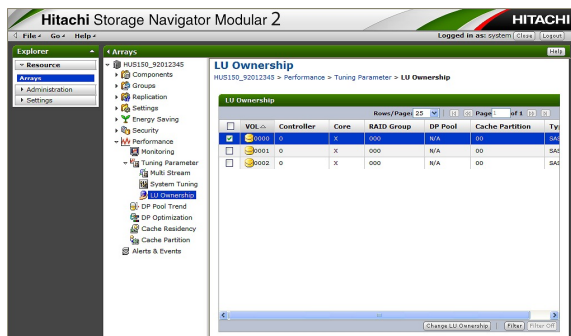 Hitachi Storage Navigator Modular 2
HITACHI
File Go Help
Logged in as: system Close Logout
Explorer
Arrays
Help
Resource
Arrays
Administration
Settings
HUS150_92012345
Components
Groups
Replication
Settings
Energy Saving
Security
Performance
Monitoring
Tuning Parameter
Multi Stream
System Tuning
LU Ownership
DP Pool Trend
DP Optimization
Cache Residency
Cache Partition
Alerts & Events
LU Ownership
HUS150_92012345 > Performance > Tuning Parameter > LU Ownership
LU Ownership
Rows/Page: 25 Page 1 of 1
VOL Controller Core RAID Group DP Pool Cache Partition Ty
0000 0 X 000 N/A 00 SAS
0001 0 X 000 N/A 00 SAS
0002 0 X 000 N/A 00 SAS
Change LU Ownership Filter Filter Off